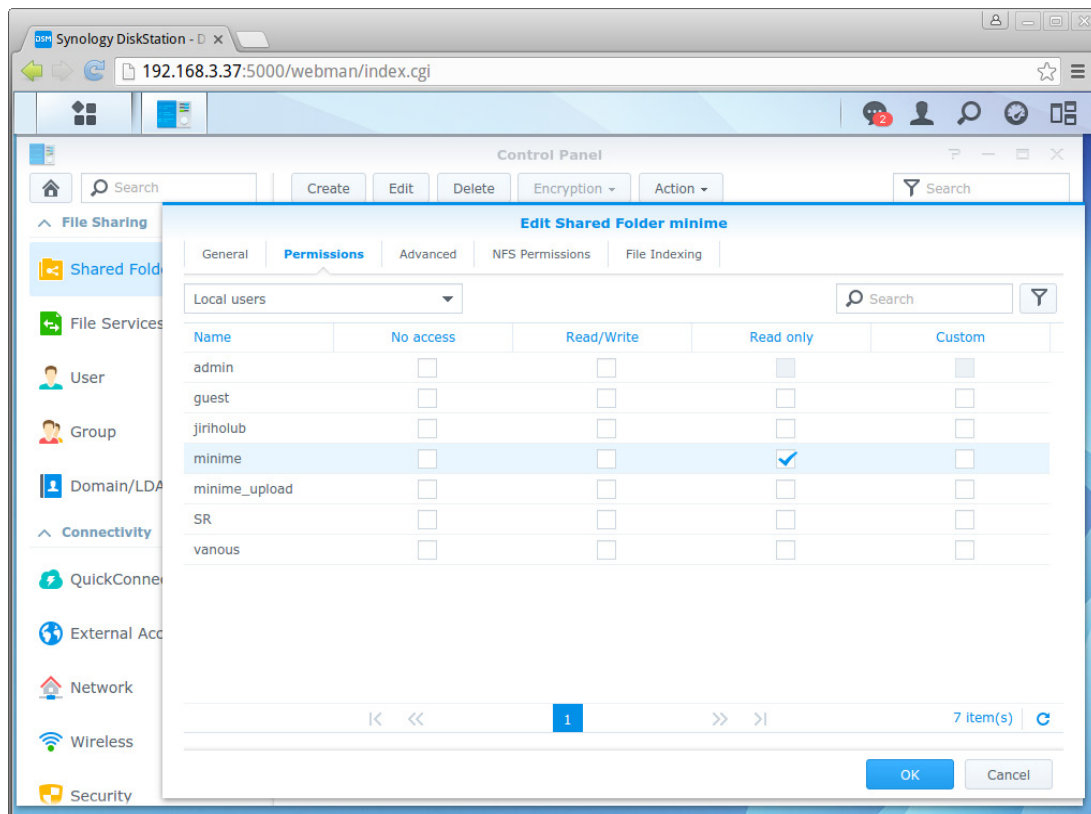 Synology DiskStation - D
192.168.3.37:5000/webman/index.cgi
2
Control Panel
Search Create Edit Delete Encryption Action Search
File Sharing
Edit Shared Folder minime
General Permissions Advanced NFS Permissions File Indexing
Shared Folde
Local users Search
File Services
Name No access Read/Write Read only Custom
admin
User
guest
jiriholub
Group
minime
Domain/LDA
minime_upload
SR
Connectivity
vanous
QuickConne
External Acc
Network
1 7 item(s)
Wireless
OK Cancel
Security